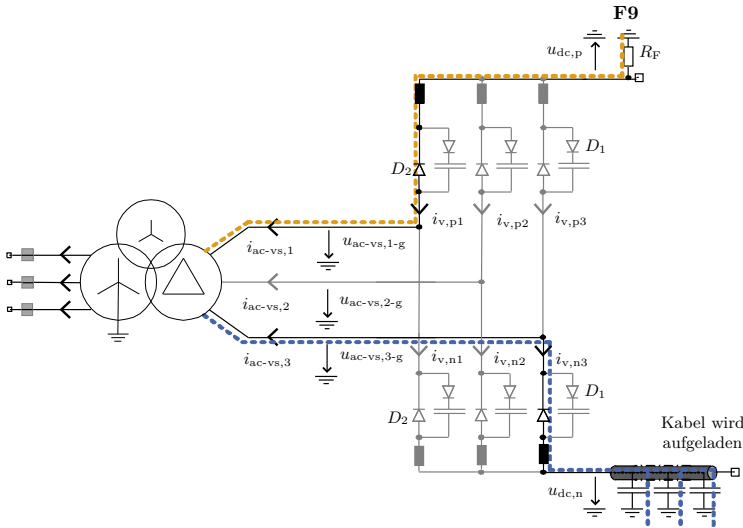 F9
u_dc,p
R_F
D_2
D_1
i_v,p1
i_v,p2
i_v,p3
i_ac-vs,1
u_ac-vs,1-g
i_ac-vs,2
u_ac-vs,2-g
i_ac-vs,3
u_ac-vs,3-g
i_v,n1
i_v,n2
i_v,n3
D_2
D_1
Kabel wird
aufgeladen
u_dc,n